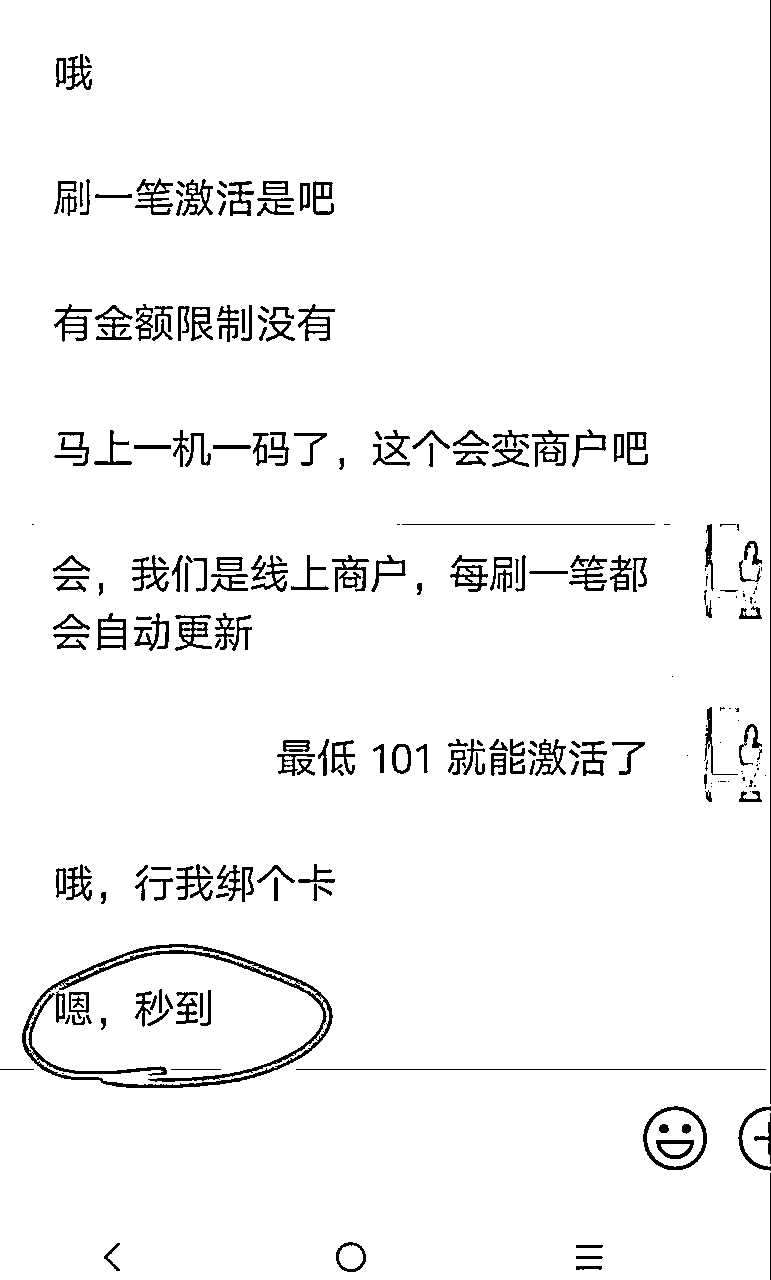 哦
刷一笔激活是吧
有金额限制没有
马上一机一码了，这个会变商户吧
会，我们是线上商户，每刷一笔都
会自动更新
最低 101 就能激活了
哦，行我绑个卡
嗯，秒到